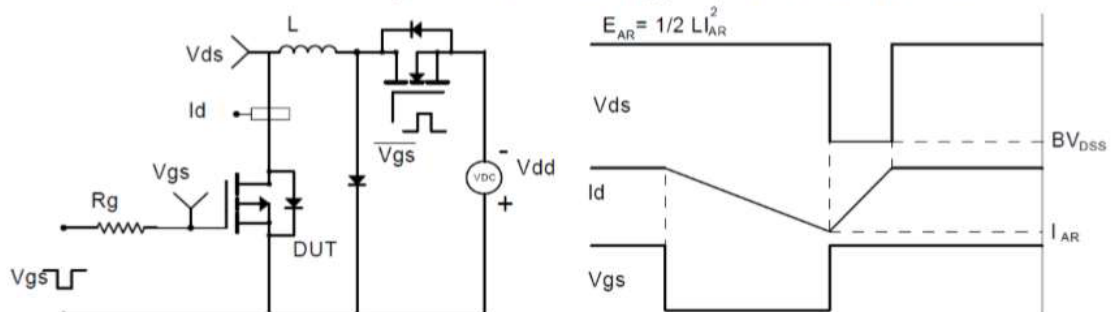 L
Vds
Id
Vgs
Vgs
Rg
DUT
Vgs
-
Vdd
VDC
+
E_AR = 1/2 LI_AR^2
Vds
BV_DSS
Id
I_AR
Vgs